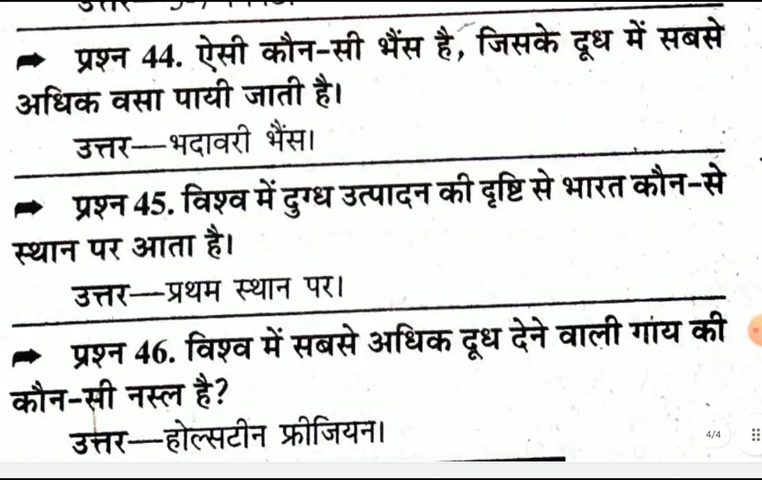 ➡ प्रश्न 44. ऐसी कौन-सी भैंस है, जिसके दूध में सबसे
अधिक वसा पायी जाती है।
उत्तर—भदावरी भैंस।
➡ प्रश्न 45. विश्व में दुग्ध उत्पादन की दृष्टि से भारत कौन-से
स्थान पर आता है।
उत्तर—प्रथम स्थान पर।
➡ प्रश्न 46. विश्व में सबसे अधिक दूध देने वाली गांय की
कौन-सी नस्ल है?
उत्तर—होल्सटीन फ्रीजियन।
4/4